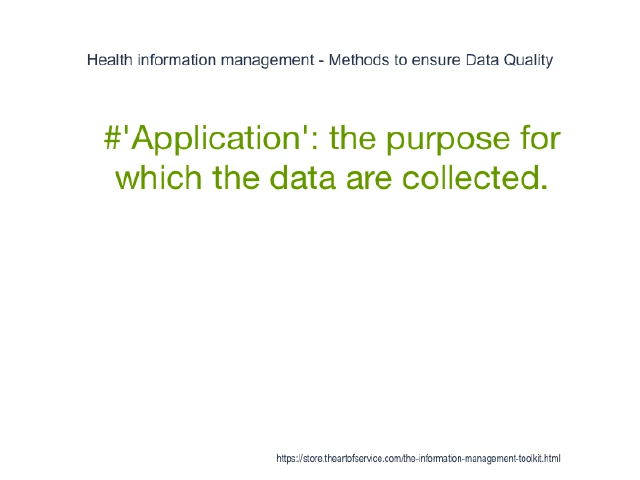 Health information management - Methods to ensure Data Quality
#'Application': the purpose for
which the data are collected.
https://store.theartofservice.com/the-information-management-toolkit.html